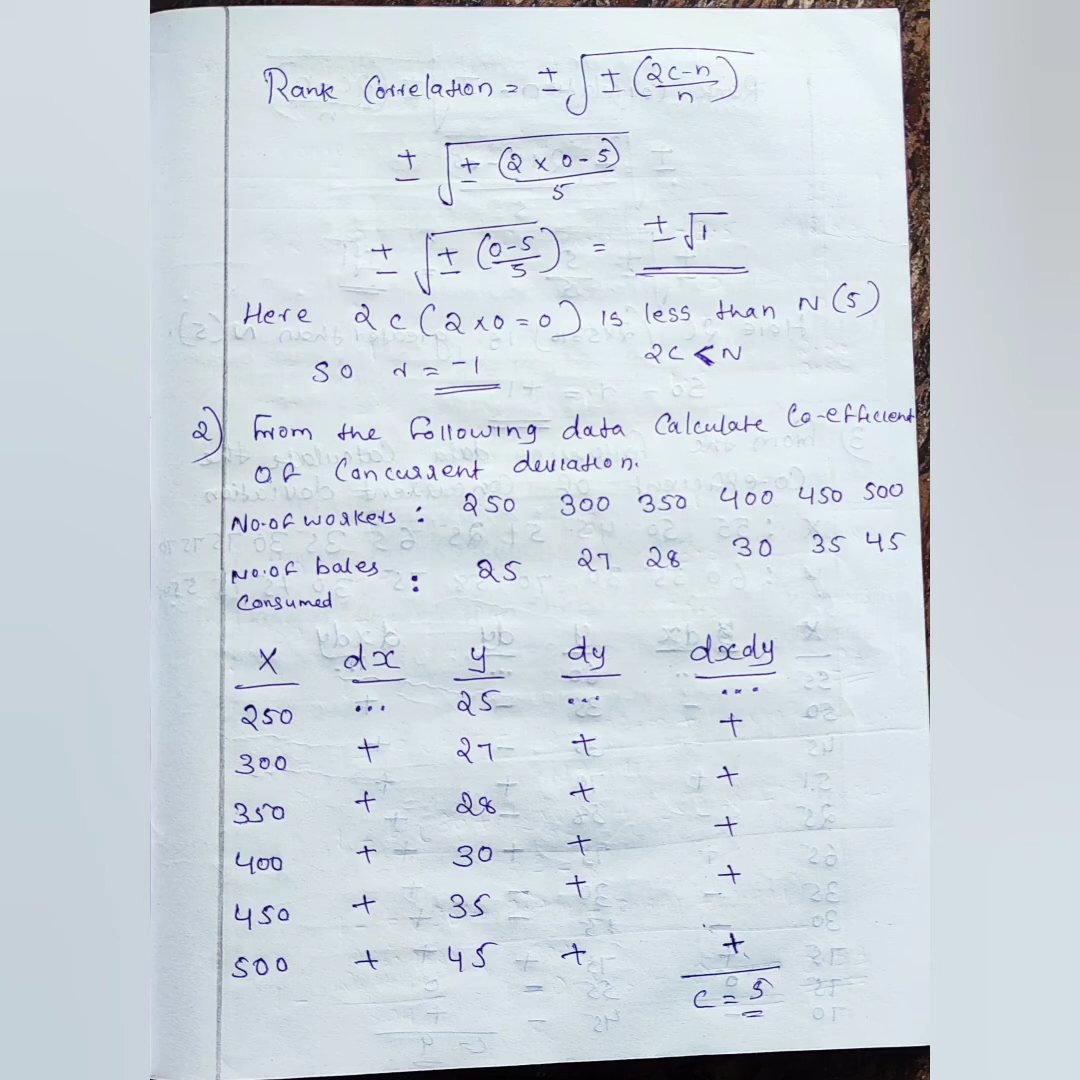 Rank Correlation = ± √ ± (2c-n / n)
± √ ± (2 x 0 - 5) / 5
± √ ± (0-5 / 5) = ± √1
Here 2c (2x0=0) is less than N (5)
2c < N
So r = -1
2) From the following data Calculate Co-efficient
of Concurrent deviation.
No.of workers : 250 300 350 400 450 500
No.of bales : 25 27 28 30 35 45
Consumed
X dx y dy dxdy
250 ... 25 ... ...
300 + 27 + +
350 + 28 + +
400 + 30 + +
450 + 35 + +
500 + 45 + +
c = 5